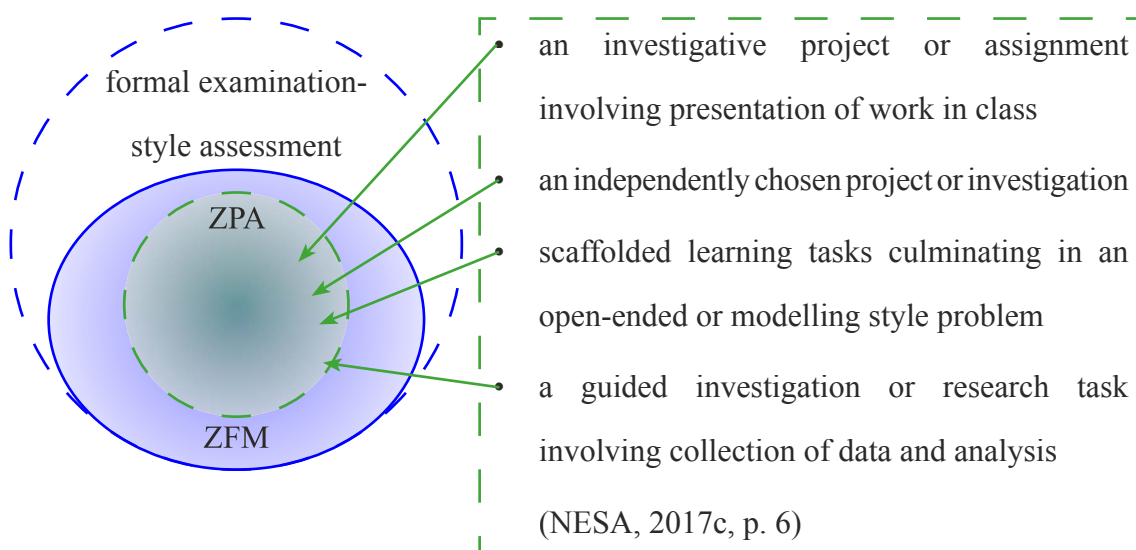 formal examination-
style assessment
ZPA
ZFM
• an investigative project or assignment
involving presentation of work in class
• an independently chosen project or investigation
• scaffolded learning tasks culminating in an
open-ended or modelling style problem
• a guided investigation or research task
involving collection of data and analysis
(NESA, 2017c, p. 6)